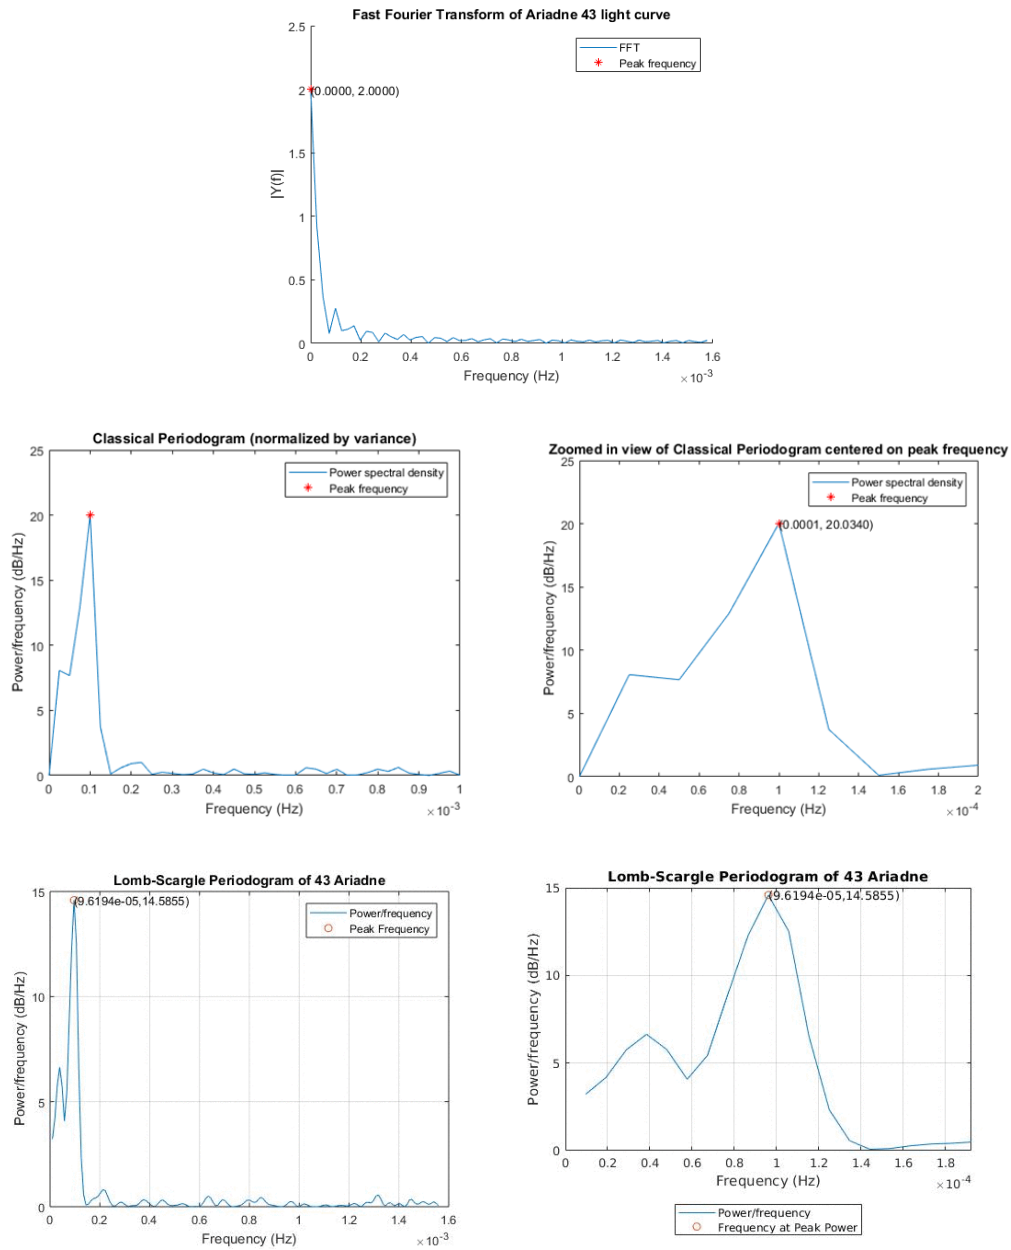 Fast Fourier Transform of Ariadne 43 light curve
2.5
FFT
Peak frequency
2
(0.0000, 2.0000)
1.5
|Y(f)|
1
0.5
0
0 0.2 0.4 0.6 0.8 1 1.2 1.4 1.6
Frequency (Hz)
×10-3
Classical Periodogram (normalized by variance)
25
Power spectral density
Peak frequency
20
15
Power/frequency (dB/Hz)
10
5
0
0 0.1 0.2 0.3 0.4 0.5 0.6 0.7 0.8 0.9 1
Frequency (Hz)
×10-3
Zoomed in view of Classical Periodogram centered on peak frequency
25
Power spectral density
Peak frequency
20
(0.0001, 20.0340)
15
Power/frequency (dB/Hz)
10
5
0
0 0.2 0.4 0.6 0.8 1 1.2 1.4 1.6 1.8 2
Frequency (Hz)
×10-4
Lomb-Scargle Periodogram of 43 Ariadne
15
(9.6194e-05,14.5855)
Power/frequency
Peak Frequency
10
Power/frequency (dB/Hz)
5
0
0 0.2 0.4 0.6 0.8 1 1.2 1.4 1.6
Frequency (Hz)
×10-3
Lomb-Scargle Periodogram of 43 Ariadne
15
(9.6194e-05,14.5855)
10
Power/frequency (dB/Hz)
5
0
0 0.2 0.4 0.6 0.8 1 1.2 1.4 1.6 1.8
Frequency (Hz)
×10-4
Power/frequency
Frequency at Peak Power